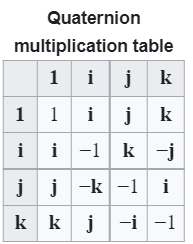 Quaternion
multiplication table
1 i j k
1 1 i j k
i i −1 k −j
j j −k −1 i
k k j −i −1